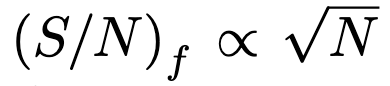 (S/N)_f ∝ √N